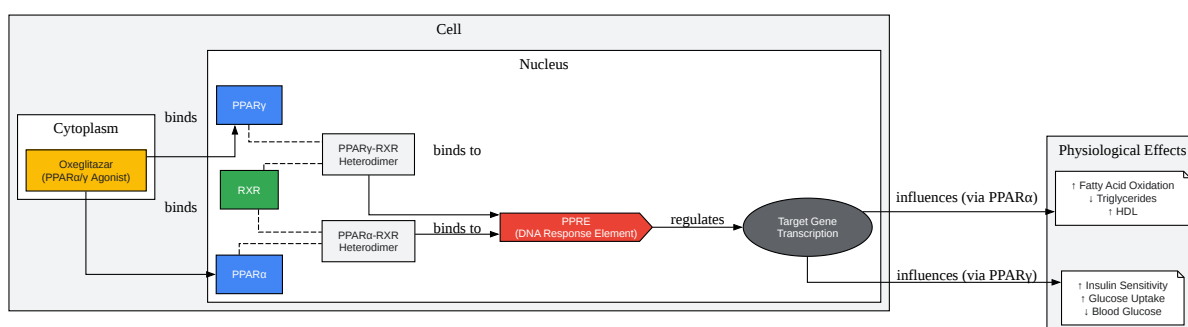 Cell
Nucleus
Cytoplasm
Oxeglitazar
(PPARα/γ Agonist)
binds
binds
PPARγ
RXR
PPARα
PPARγ-RXR
Heterodimer
PPARα-RXR
Heterodimer
binds to
binds to
PPRE
(DNA Response Element)
regulates
Target Gene
Transcription
influences (via PPARα)
influences (via PPARγ)
Physiological Effects
↑ Fatty Acid Oxidation
↓ Triglycerides
↑ HDL
↑ Insulin Sensitivity
↑ Glucose Uptake
↓ Blood Glucose